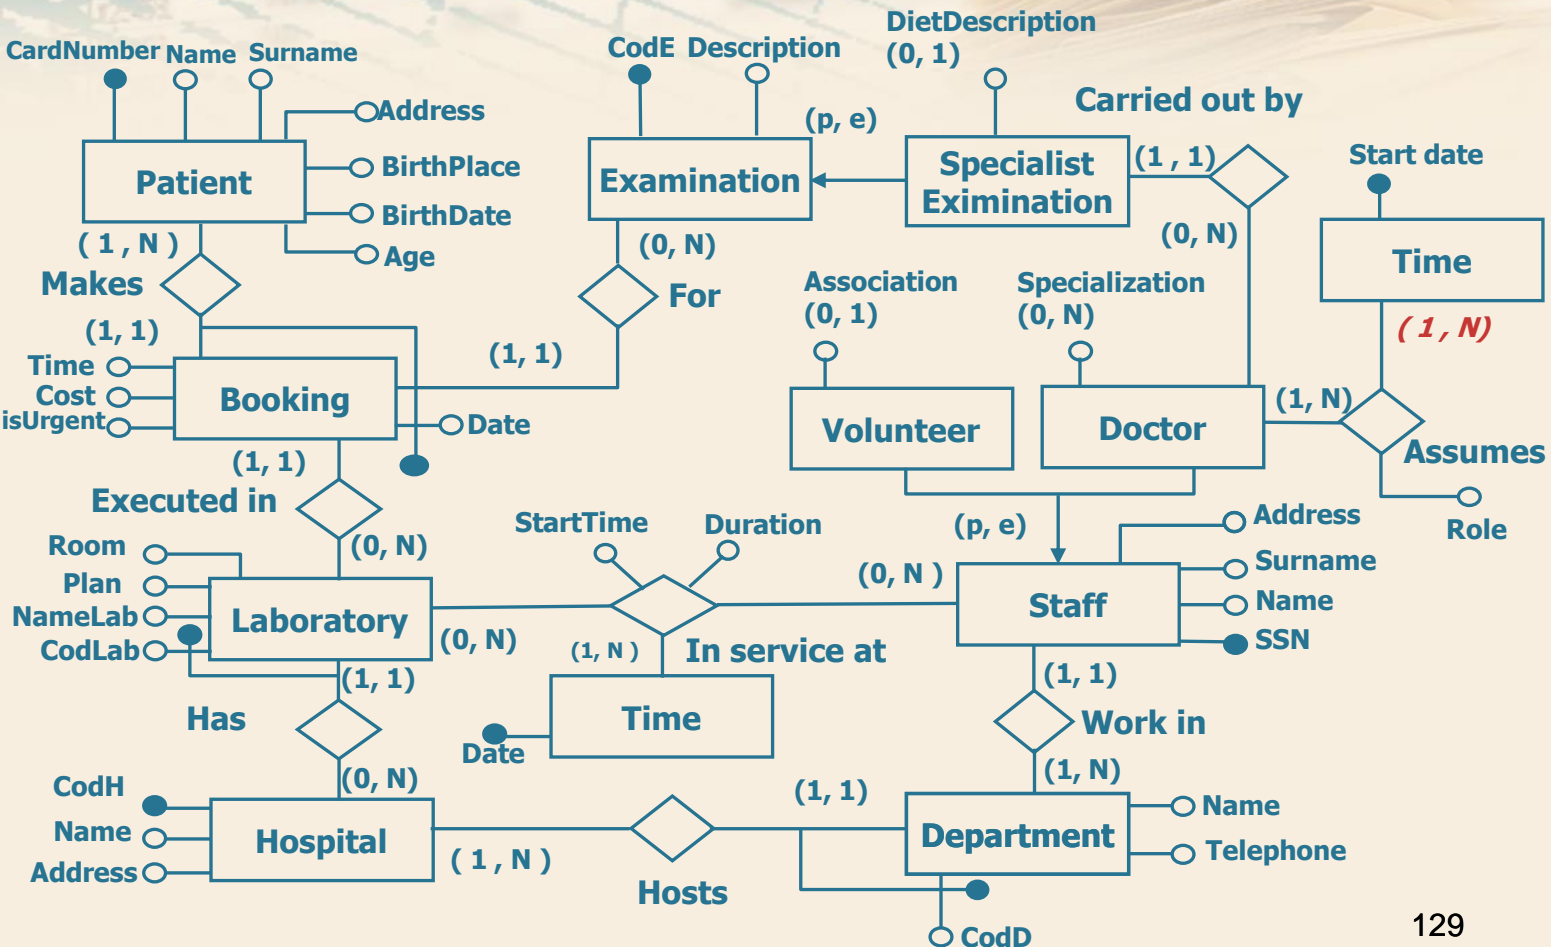 DietDescription
(0, 1)
CardNumber Name Surname
CodE Description
Carried out by
Address
(p, e)
Patient
BirthPlace
Examination
Specialist
Eximination
(1 , 1)
Start date
BirthDate
( 1 , N )
Age
(0, N)
(0, N)
Time
Makes
For
Association
(0, 1)
Specialization
(0, N)
( 1 , N)
(1, 1)
(1, 1)
Time
Cost
isUrgent
Booking
Date
Volunteer
Doctor
(1, N)
Assumes
Role
(1, 1)
Executed in
(0, N)
StartTime
Duration
(p, e)
Address
Surname
Name
SSN
Room
Plan
NameLab
CodLab
Laboratory
(0, N)
(0, N )
Staff
(1, N )
In service at
(1, 1)
(1, 1)
Has
Time
Date
Work in
(0, N)
(1, N)
CodH
Name
Address
Hospital
( 1 , N )
Hosts
(1, 1)
Department
Name
Telephone
CodD
129